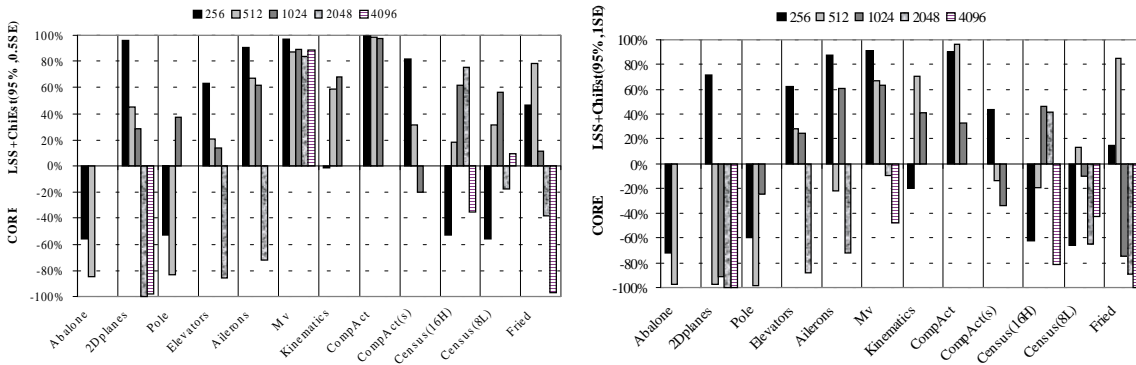 256 512 1024 2048 4096
LSS+ChiEst(95%,0.5SE)
CORE
100%
80%
60%
40%
20%
0%
-20%
-40%
-60%
-80%
-100%
Abalone
2Dplanes
Pole
Elevators
Ailerons
Mv
Kinematics
CompAct
CompAct(s)
Census(16H)
Census(8L)
Fried
256 512 1024 2048 4096
LSS+ChiEst(95%,1SE)
CORE
100%
80%
60%
40%
20%
0%
-20%
-40%
-60%
-80%
-100%
Abalone
2Dplanes
Pole
Elevators
Ailerons
Mv
Kinematics
CompAct
CompAct(s)
Census(16H)
Census(8L)
Fried